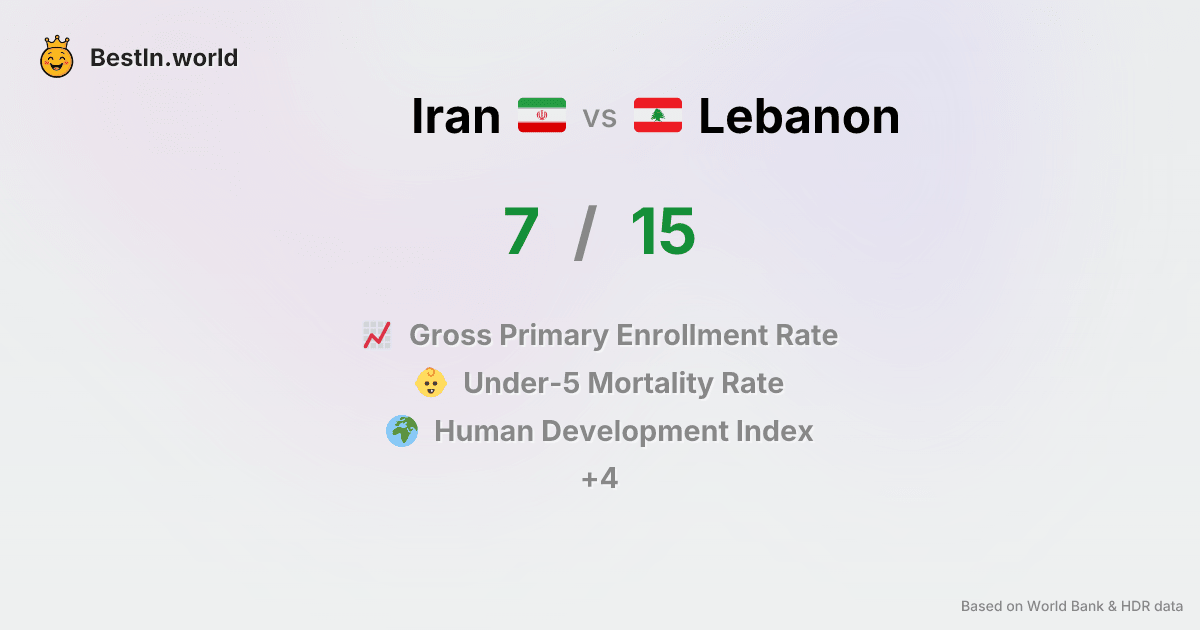 BestIn.world
Iran vs Lebanon
7 / 15
Gross Primary Enrollment Rate
Under-5 Mortality Rate
Human Development Index
+4
Based on World Bank & HDR data